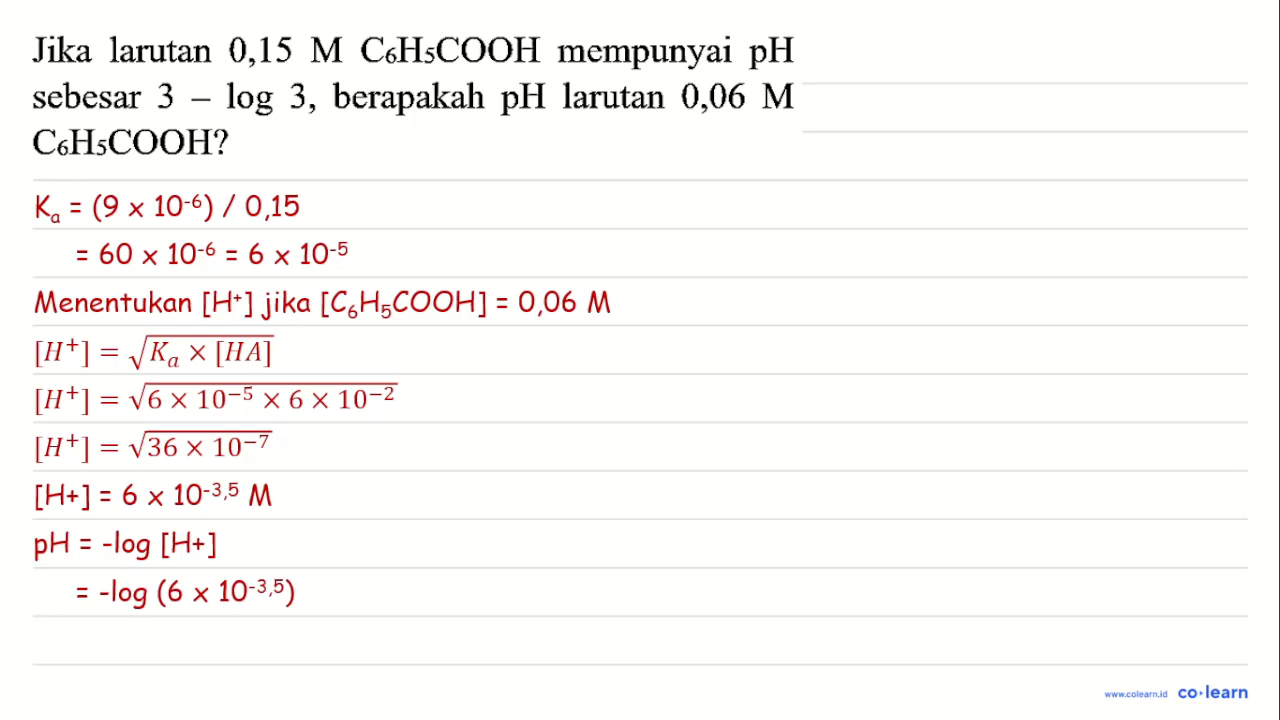 Jika larutan 0,15 M C₆H₅COOH mempunyai pH
sebesar 3 – log 3, berapakah pH larutan 0,06 M
C₆H₅COOH?
Kₐ = (9 x 10⁻⁶) / 0,15
= 60 x 10⁻⁶ = 6 x 10⁻⁵
Menentukan [H⁺] jika [C₆H₅COOH] = 0,06 M
[H⁺] = √(Kₐ × [HA])
[H⁺] = √(6 × 10⁻⁵ × 6 × 10⁻²)
[H⁺] = √(36 × 10⁻⁷)
[H+] = 6 x 10^-3,5 M
pH = -log [H+]
= -log (6 x 10^-3,5)
www.colearn.id co·learn